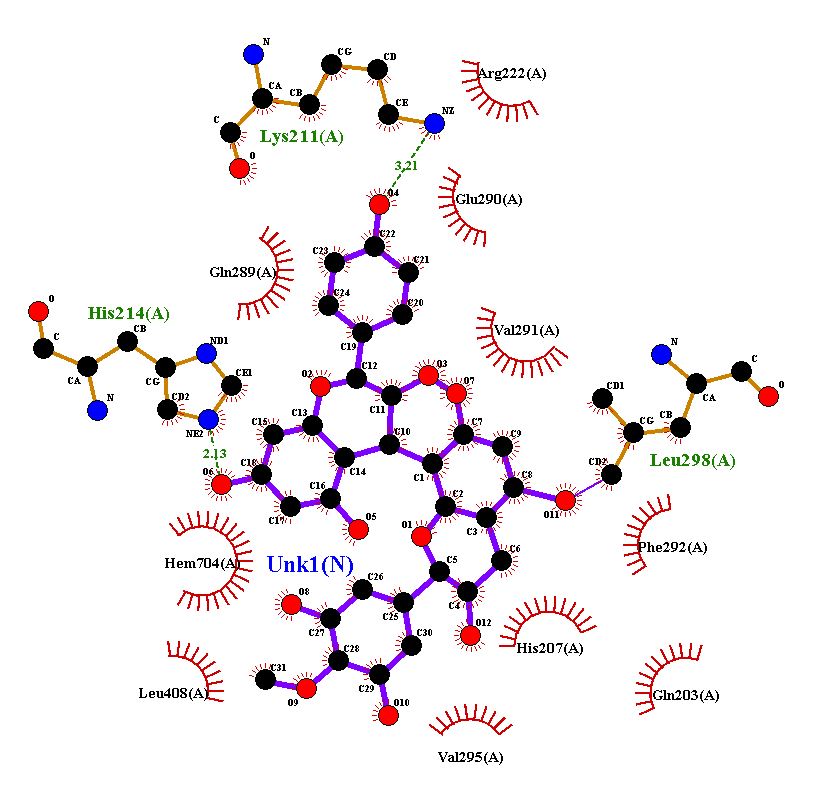 N
CG
CD
CA
CB
CE
NZ
C
O
Lys211(A)
Arg222(A)
3.21
O4
Glu290(A)
C22
C23
C21
Gln289(A)
C24
C20
O
His214(A)
CB
ND1
C
CA
CG
CE1
CD2
N
NE2
2.13
Val291(A)
C19
O2
C12
O3
O7
C11
C15
C13
C10
C7
C9
C14
C1
C18
O6
C16
C8
C17
C2
O5
O1
C3
O11
N
C
CA
O
CD1
CG
CB
CD2
Leu298(A)
Hem704(A)
Unk1(N)
C5
C6
Phe292(A)
C26
C4
O8
C25
C27
O12
C30
C28
His207(A)
C31
C29
O9
O10
Leu408(A)
Gln203(A)
Val295(A)